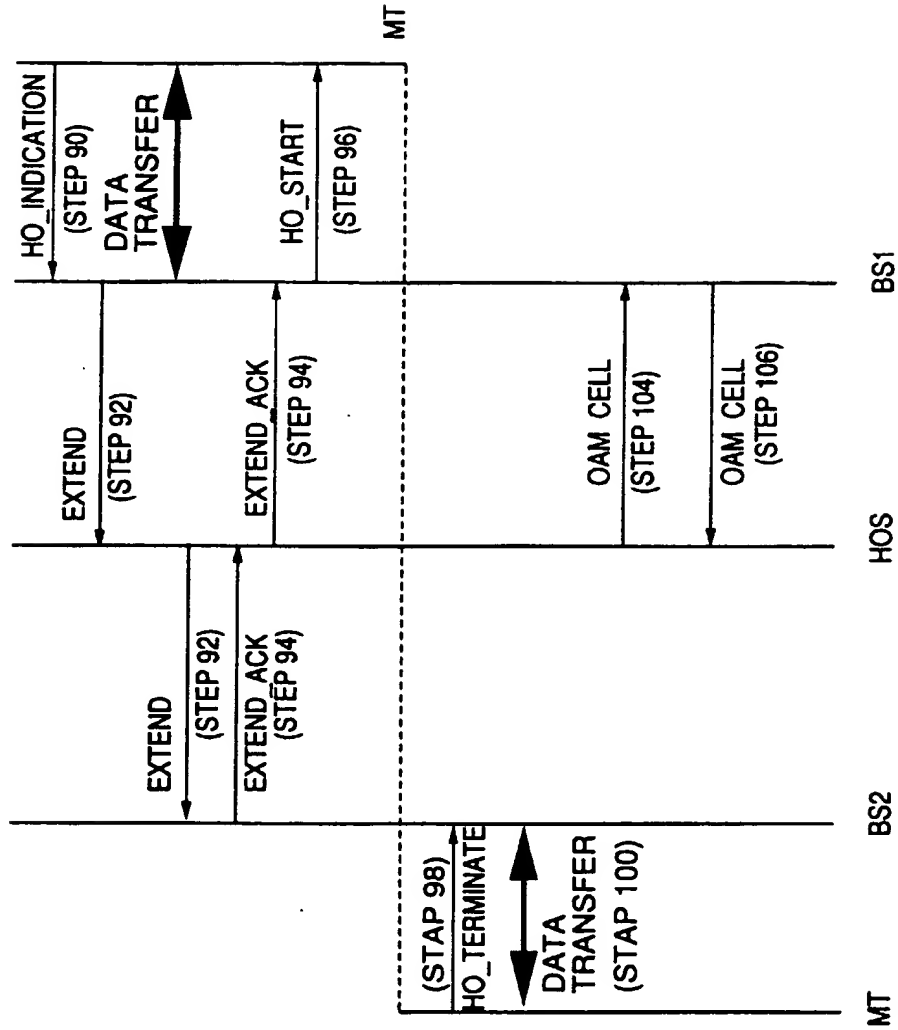 MT
HO_INDICATION
(STEP 90)
DATA
TRANSFER
HO_START
(STEP 96)
EXTEND
(STEP 92)
EXTEND_ACK
(STEP 94)
EXTEND
(STEP 92)
EXTEND_ACK
(STEP 94)
(STAP 98)
HO_TERMINATE
DATA
TRANSFER
(STAP 100)
OAM CELL
(STEP 104)
OAM CELL
(STEP 106)
MT
BS2
HOS
BS1